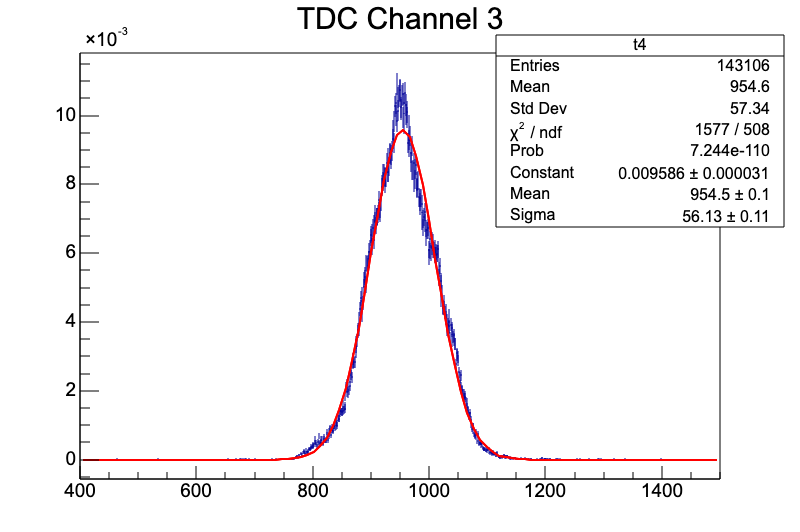 TDC Channel 3
×10⁻³
t4
Entries 143106
Mean 954.6
Std Dev 57.34
χ² / ndf 1577 / 508
Prob 7.244e-110
Constant 0.009586 ± 0.000031
Mean 954.5 ± 0.1
Sigma 56.13 ± 0.11
10
8
6
4
2
0
400 600 800 1000 1200 1400